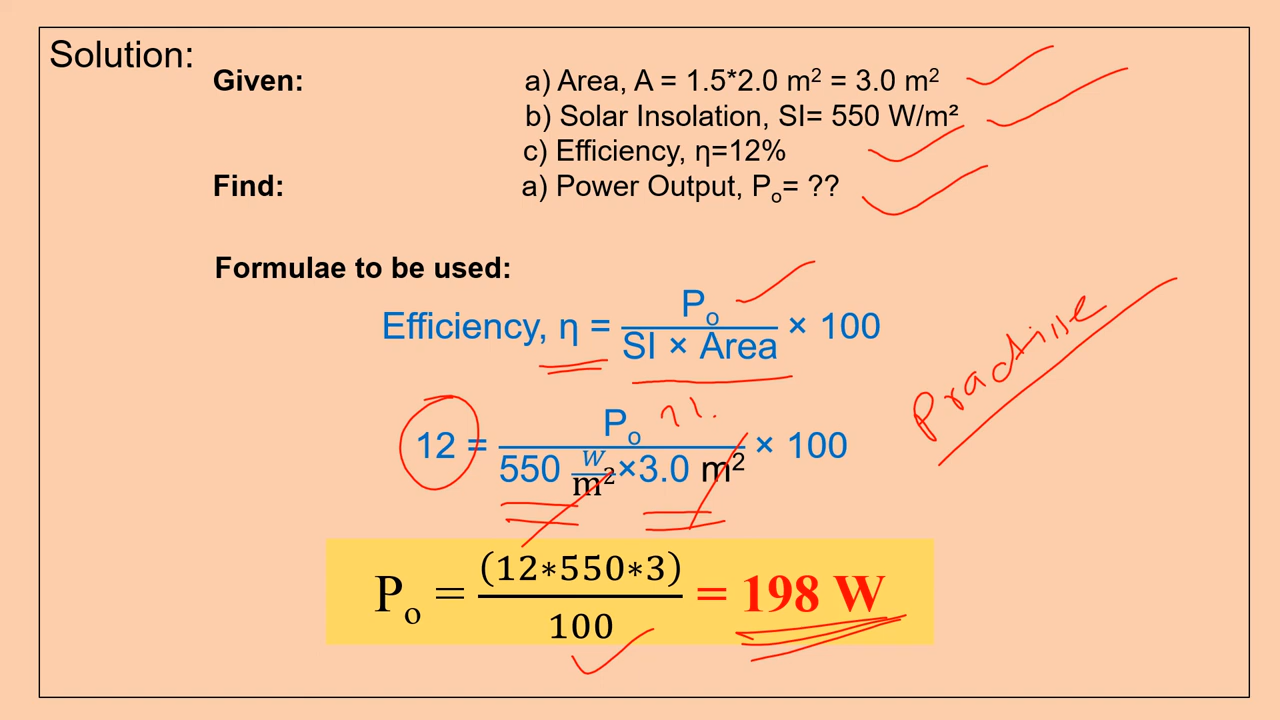 Solution:
Given: a) Area, A = 1.5*2.0 m² = 3.0 m²
b) Solar Insolation, SI= 550 W/m²
c) Efficiency, η=12%
Find: a) Power Output, Pₒ= ??
Formulae to be used:
Efficiency, η = Pₒ / (SI × Area) × 100
12 = Pₒ / (550 W/m² ×3.0 m²) × 100
Practise
Pₒ = (12*550*3) / 100 = 198 W